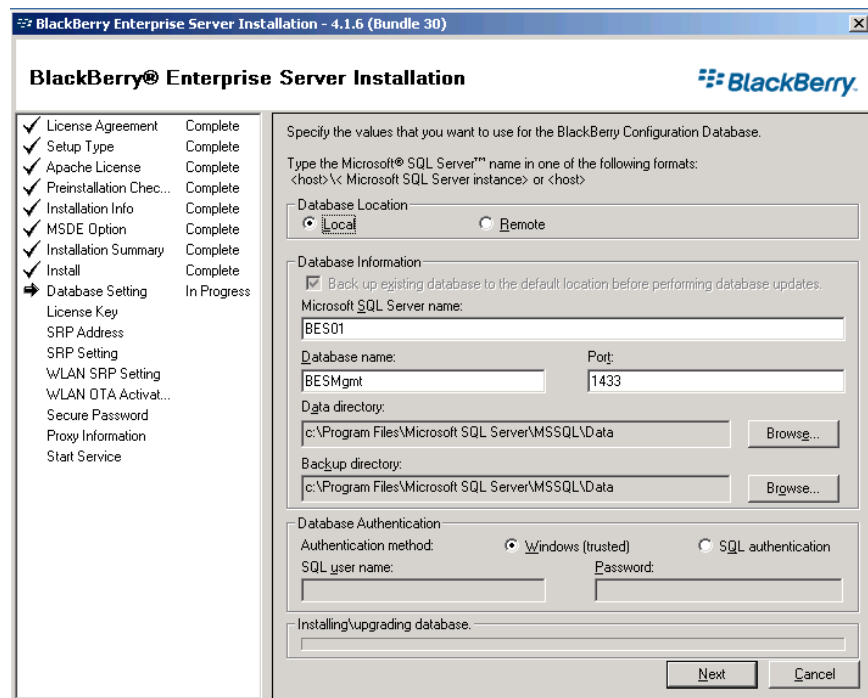 BlackBerry Enterprise Server Installation - 4.1.6 (Bundle 30)
BlackBerry® Enterprise Server Installation
BlackBerry.
License Agreement Complete
Setup Type Complete
Apache License Complete
Preinstallation Chec... Complete
Installation Info Complete
MSDE Option Complete
Installation Summary Complete
Install Complete
Database Setting In Progress
License Key
SRP Address
SRP Setting
WLAN SRP Setting
WLAN OTA Activat...
Secure Password
Proxy Information
Start Service
Specify the values that you want to use for the BlackBerry Configuration Database.
Type the Microsoft® SQL Server™ name in one of the following formats:
<host>\< Microsoft SQL Server instance> or <host>
Database Location
Local Remote
Database Information
Back up existing database to the default location before performing database updates.
Microsoft SQL Server name:
BES01
Database name: Port:
BESMgmt 1433
Data directory:
c:\Program Files\Microsoft SQL Server\MSSQL\Data Browse...
Backup directory:
c:\Program Files\Microsoft SQL Server\MSSQL\Data Browse...
Database Authentication
Authentication method: Windows (trusted) SQL authentication
SQL user name: Password:
Installing\upgrading database.
Next Cancel